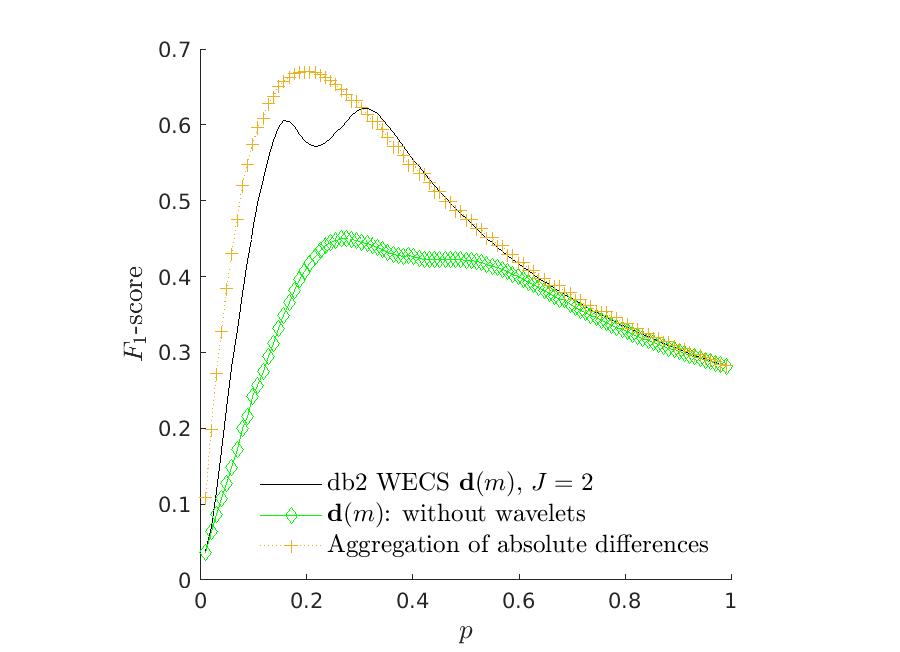 0.7
0.6
0.5
0.4
0.3
0.2
0.1
0
F1-score
0 0.2 0.4 0.6 0.8 1
p
db2 WECS d(m), J = 2
d(m): without wavelets
Aggregation of absolute differences